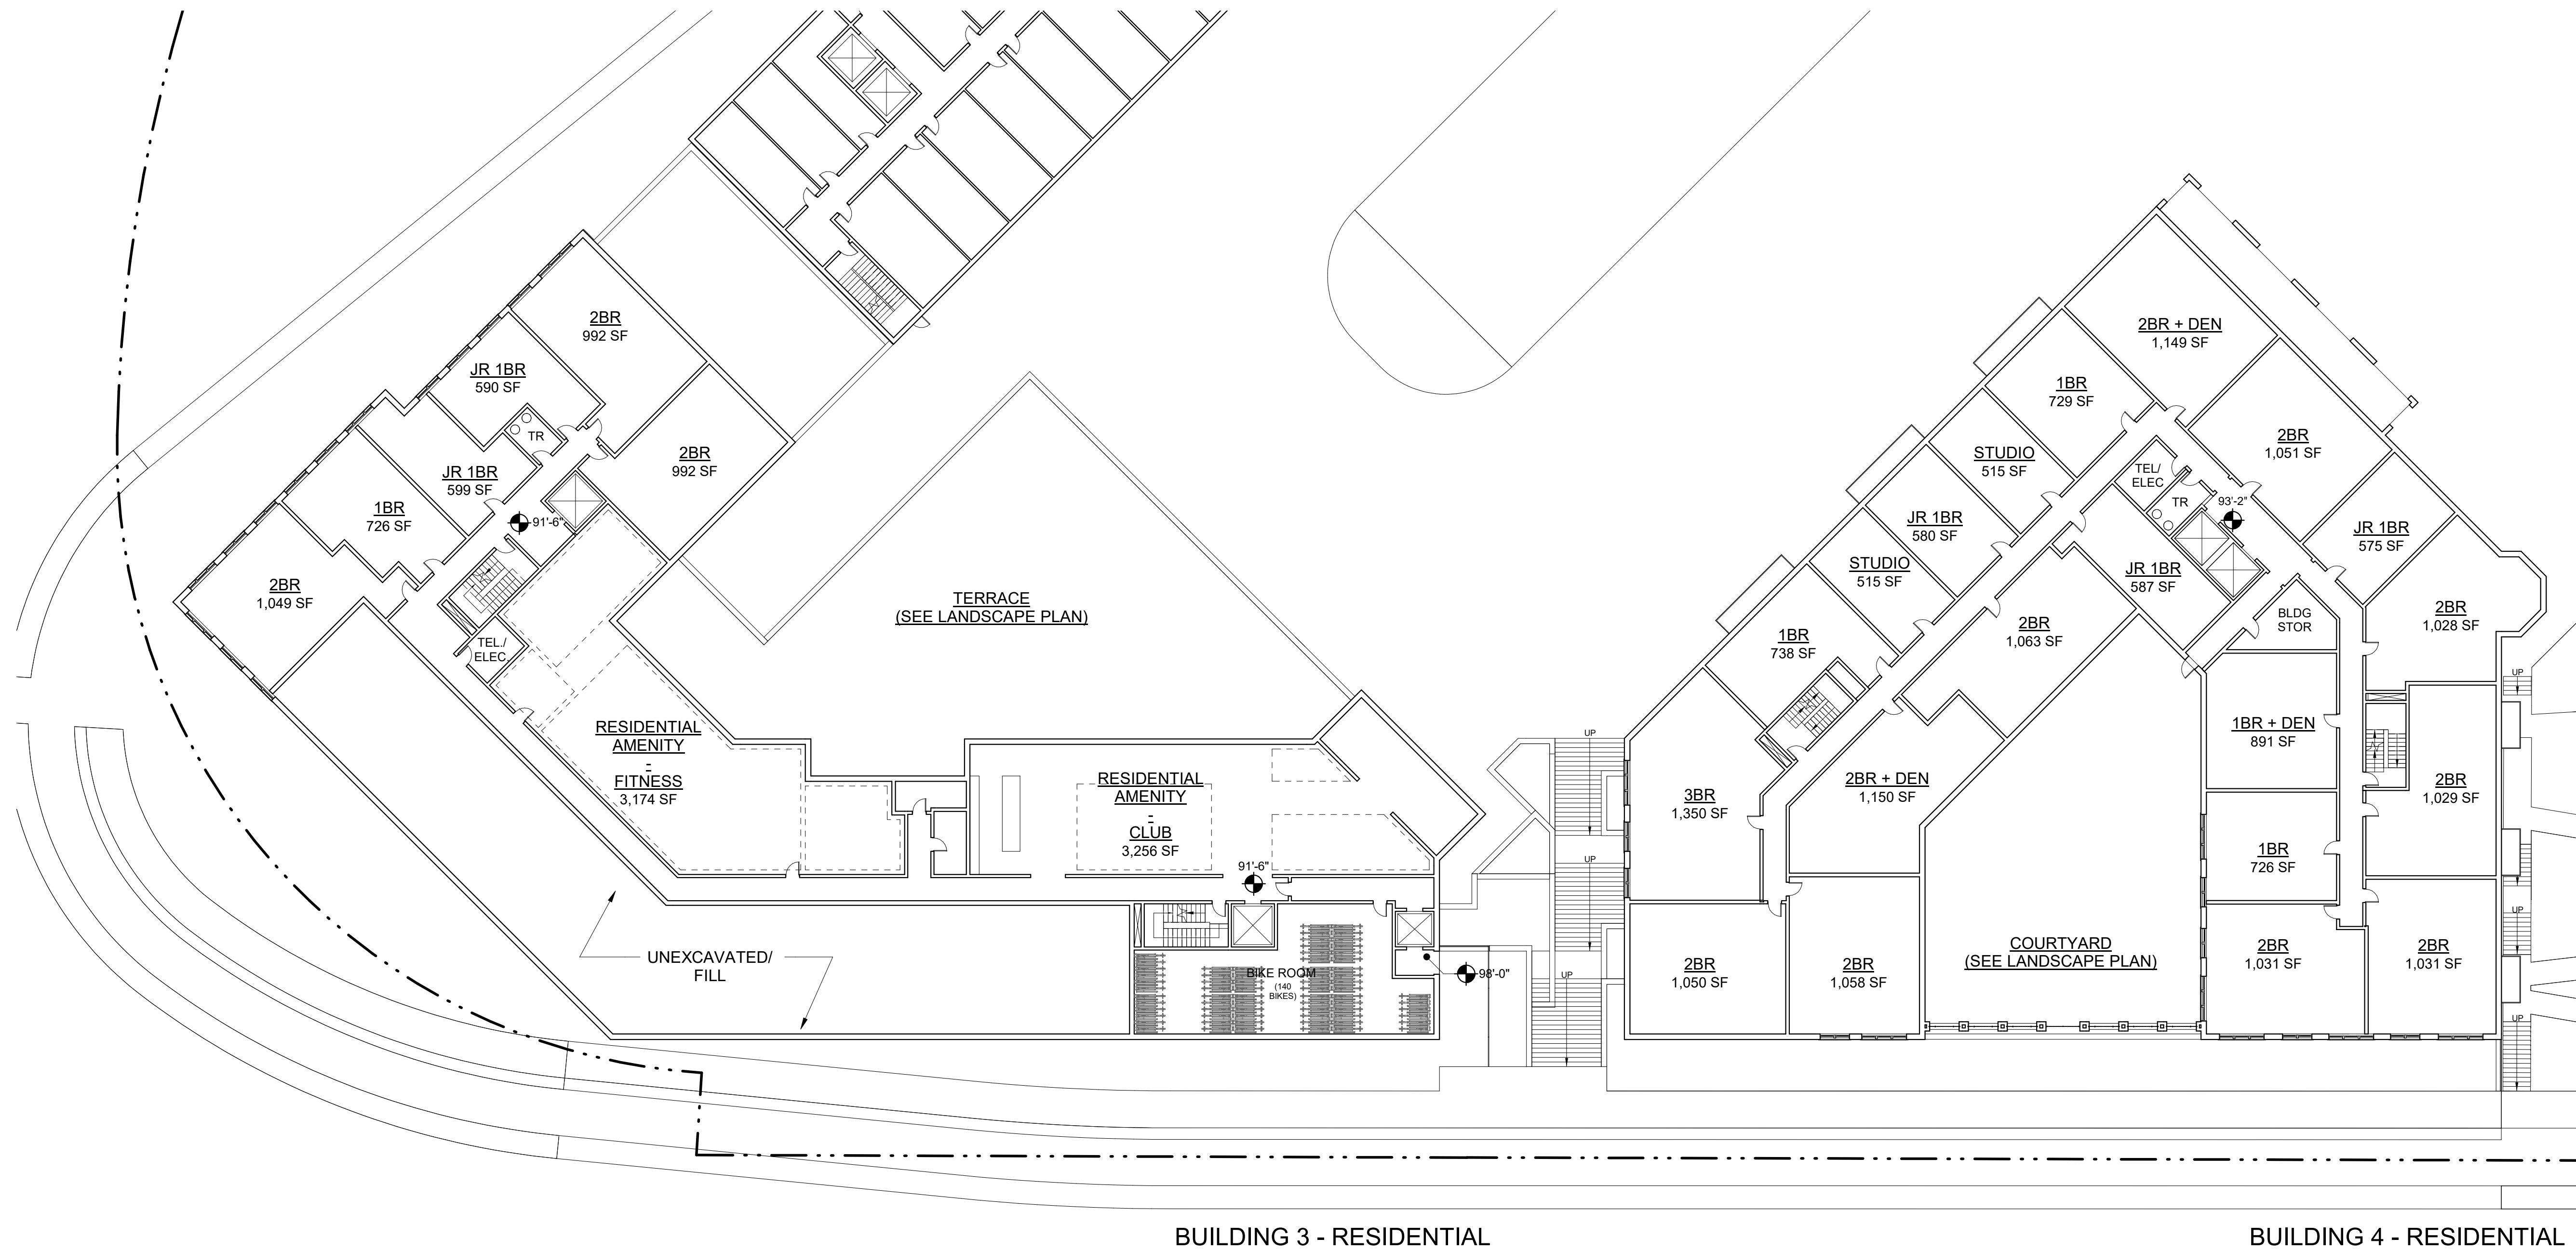 2BR
992 SF
JR 1BR
590 SF
TR
2BR
992 SF
JR 1BR
599 SF
1BR
726 SF
91'-6"
2BR
1,049 SF
TEL./
ELEC
TERRACE
(SEE LANDSCAPE PLAN)
RESIDENTIAL
AMENITY
-
FITNESS
3,174 SF
RESIDENTIAL
AMENITY
-
CLUB
3,256 SF
91'-6"
UNEXCAVATED/
FILL
BIKE ROOM
(140
BIKES)
98'-0"
UP
UP
UP
2BR + DEN
1,149 SF
1BR
729 SF
2BR
1,051 SF
STUDIO
515 SF
TEL/
ELEC
TR
93'-2"
JR 1BR
580 SF
JR 1BR
575 SF
STUDIO
515 SF
JR 1BR
587 SF
2BR
1,028 SF
BLDG
STOR
2BR
1,063 SF
1BR
738 SF
UP
1BR + DEN
891 SF
2BR + DEN
1,150 SF
2BR
1,029 SF
3BR
1,350 SF
1BR
726 SF
UP
COURTYARD
(SEE LANDSCAPE PLAN)
2BR
1,031 SF
2BR
1,031 SF
2BR
1,050 SF
2BR
1,058 SF
UP
BUILDING 3 - RESIDENTIAL
BUILDING 4 - RESIDENTIAL